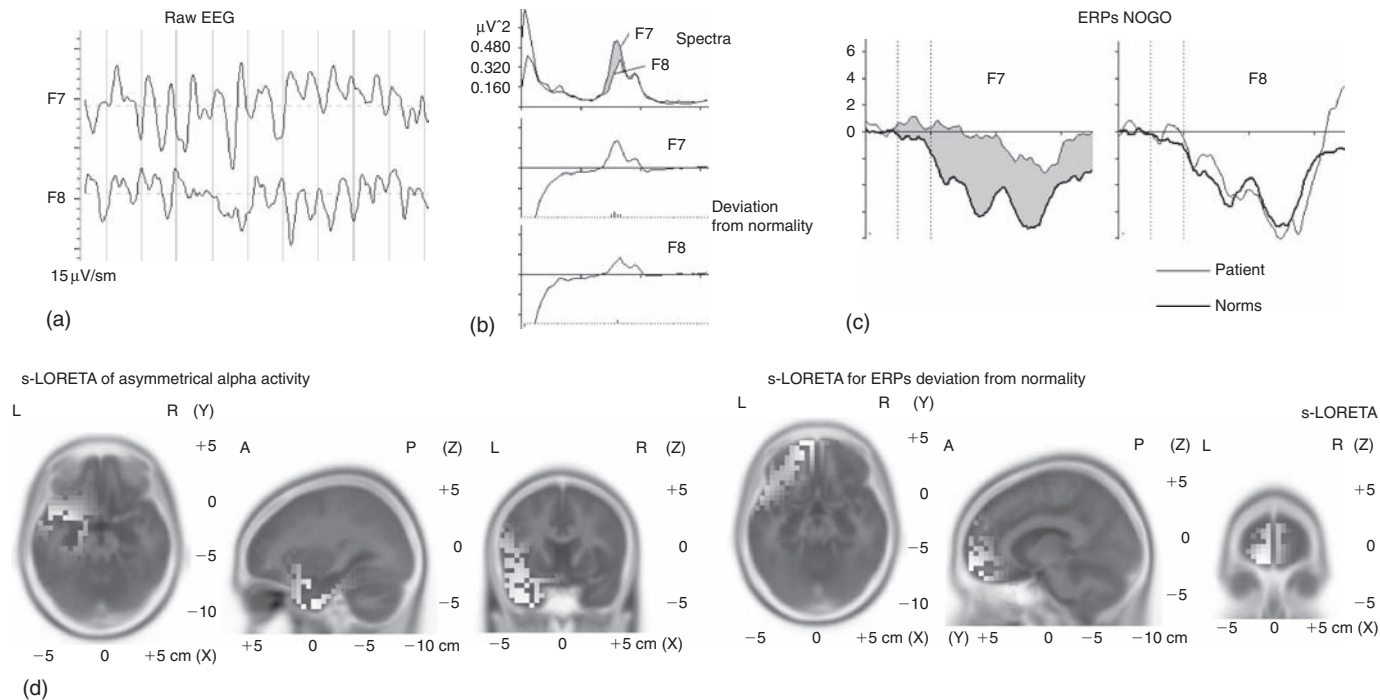 Raw EEG
F7
F8
15 μV/sm
(a)
μV^2
0.480
0.320
0.160
F7
F8
Spectra
F7
Deviation
from normality
F8
(b)
ERPs NOGO
6
4
2
0
F7
F8
Patient
Norms
(c)
s-LORETA of asymmetrical alpha activity
L R (Y)
+5
0
−5
−10
−5 0 +5 cm (X)
A P (Z)
+5
0
−5
+5 0 −5 −10 cm
L R (Z)
+5
0
−5
−5 0 +5 cm (X)
s-LORETA for ERPs deviation from normality
s-LORETA
L R (Y)
+5
0
−5
−10
−5 0 +5 cm (X)
A P (Z)
+5
0
−5
(Y) +5 0 −5 −10 cm
L R (Z)
+5
0
−5
−5 0 +5 cm (X)
(d)